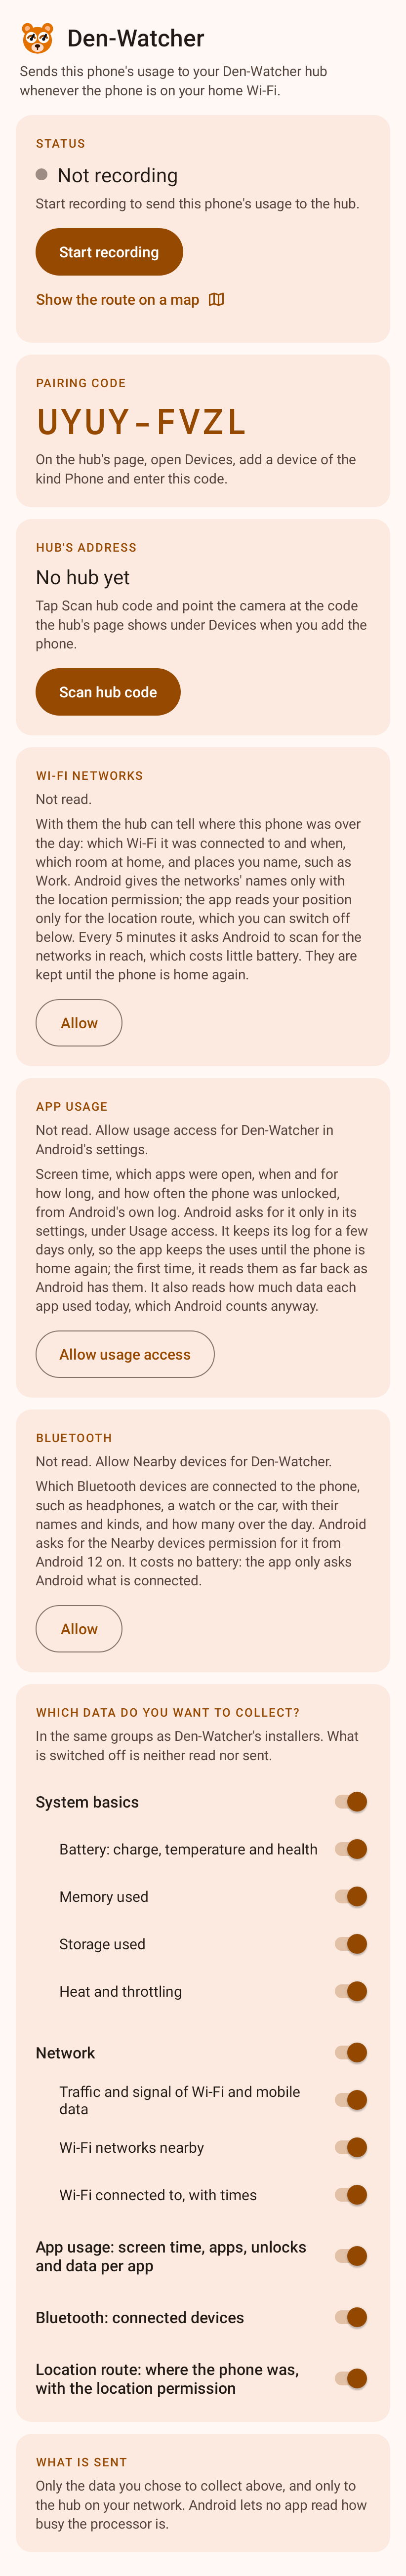 Den-Watcher
Sends this phone's usage to your Den-Watcher hub
whenever the phone is on your home Wi-Fi.
STATUS
Not recording
Start recording to send this phone's usage to the hub.
Start recording
Show the route on a map
PAIRING CODE
UYUY-FVZL
On the hub's page, open Devices, add a device of the
kind Phone and enter this code.
HUB'S ADDRESS
No hub yet
Tap Scan hub code and point the camera at the code
the hub's page shows under Devices when you add the
phone.
Scan hub code
WI-FI NETWORKS
Not read.
With them the hub can tell where this phone was over
the day: which Wi-Fi it was connected to and when,
which room at home, and places you name, such as
Work. Android gives the networks' names only with
the location permission; the app reads your position
only for the location route, which you can switch off
below. Every 5 minutes it asks Android to scan for the
networks in reach, which costs little battery. They are
kept until the phone is home again.
Allow
APP USAGE
Not read. Allow usage access for Den-Watcher in
Android's settings.
Screen time, which apps were open, when and for
how long, and how often the phone was unlocked,
from Android's own log. Android asks for it only in its
settings, under Usage access. It keeps its log for a few
days only, so the app keeps the uses until the phone is
home again; the first time, it reads them as far back as
Android has them. It also reads how much data each
app used today, which Android counts anyway.
Allow usage access
BLUETOOTH
Not read. Allow Nearby devices for Den-Watcher.
Which Bluetooth devices are connected to the phone,
such as headphones, a watch or the car, with their
names and kinds, and how many over the day. Android
asks for the Nearby devices permission for it from
Android 12 on. It costs no battery: the app only asks
Android what is connected.
Allow
WHICH DATA DO YOU WANT TO COLLECT?
In the same groups as Den-Watcher's installers. What
is switched off is neither read nor sent.
System basics
Battery: charge, temperature and health
Memory used
Storage used
Heat and throttling
Network
Traffic and signal of Wi-Fi and mobile
data
Wi-Fi networks nearby
Wi-Fi connected to, with times
App usage: screen time, apps, unlocks
and data per app
Bluetooth: connected devices
Location route: where the phone was,
with the location permission
WHAT IS SENT
Only the data you chose to collect above, and only to
the hub on your network. Android lets no app read how
busy the processor is.